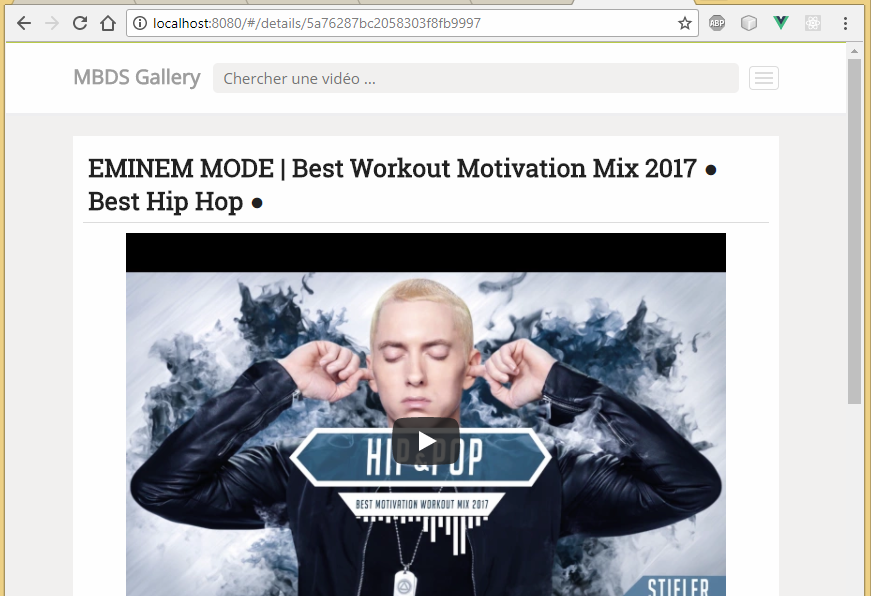 localhost:8080/#/details/5a76287bc2058303f8fb9997
ABP
MBDS Gallery
Chercher une vidéo ...
EMINEM MODE | Best Workout Motivation Mix 2017 ●
Best Hip Hop ●
HIP & POP
BEST MOTIVATION WORKOUT MIX 2017
STIFLER